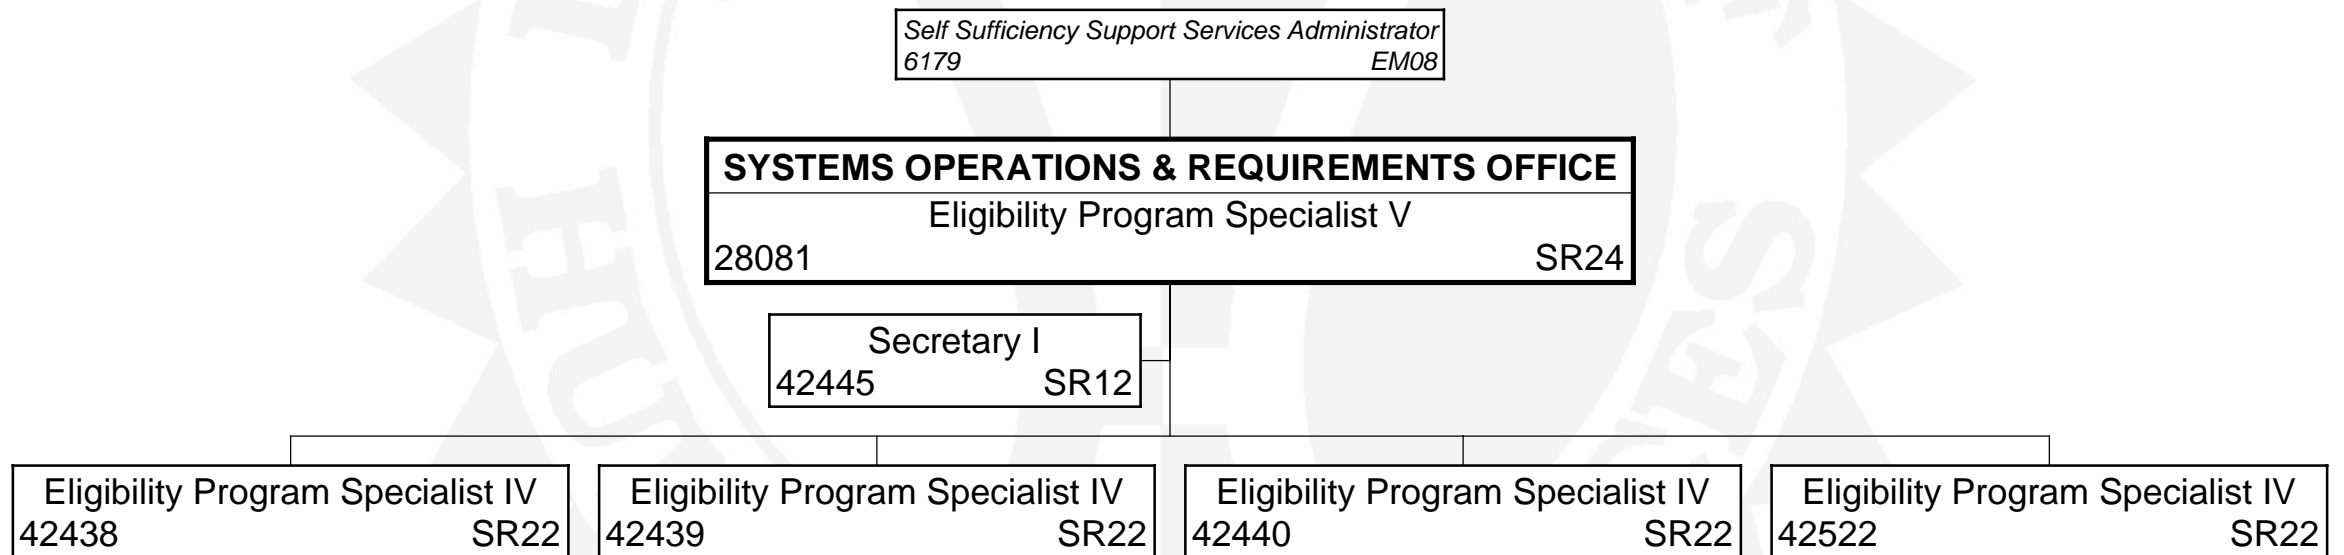 Self Sufficiency Support Services Administrator
6179 EM08
SYSTEMS OPERATIONS & REQUIREMENTS OFFICE
Eligibility Program Specialist V
28081 SR24
Secretary I
42445 SR12
Eligibility Program Specialist IV
42438 SR22
Eligibility Program Specialist IV
42439 SR22
Eligibility Program Specialist IV
42440 SR22
Eligibility Program Specialist IV
42522 SR22